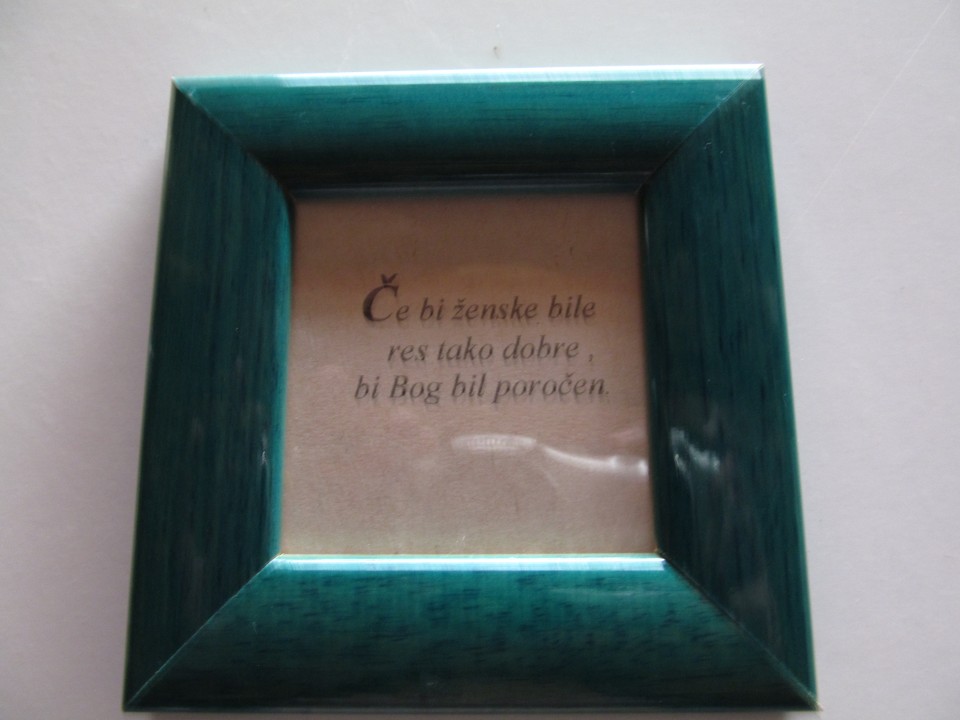 Če bi ženske bile
res tako dobre ,
bi Bog bil poročen.